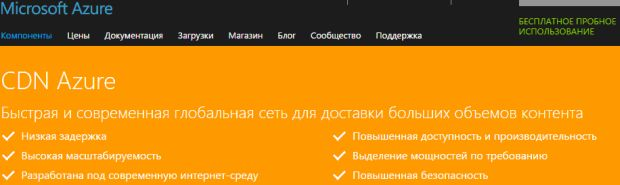 Microsoft Azure
БЕСПЛАТНОЕ ПРОБНОЕ
ИСПОЛЬЗОВАНИЕ
Компоненты Цены Документация Загрузки Магазин Блог Сообщество Поддержка
CDN Azure
Быстрая и современная глобальная сеть для доставки больших объемов контента
Низкая задержка
Повышенная доступность и производительность
Высокая масштабируемость
Выделение мощностей по требованию
Разработана под современную интернет-среду
Повышенная безопасность